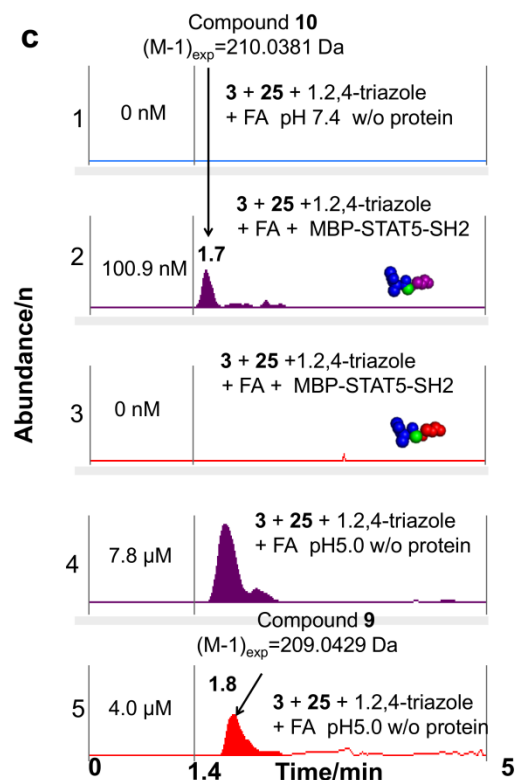 c
Compound 10
(M-1)exp=210.0381 Da
1
0 nM
3 + 25 + 1.2,4-triazole
+ FA pH 7.4 w/o protein
2
100.9 nM
1.7
3 + 25 +1.2,4-triazole
+ FA + MBP-STAT5-SH2
3
0 nM
3 + 25 +1.2,4-triazole
+ FA + MBP-STAT5-SH2
4
7.8 µM
3 + 25 + 1.2,4-triazole
+ FA pH5.0 w/o protein
Compound 9
(M-1)exp=209.0429 Da
5
4.0 µM
1.8
3 + 25 + 1.2,4-triazole
+ FA pH5.0 w/o protein
Abundance/n
0
1.4
Time/min
5